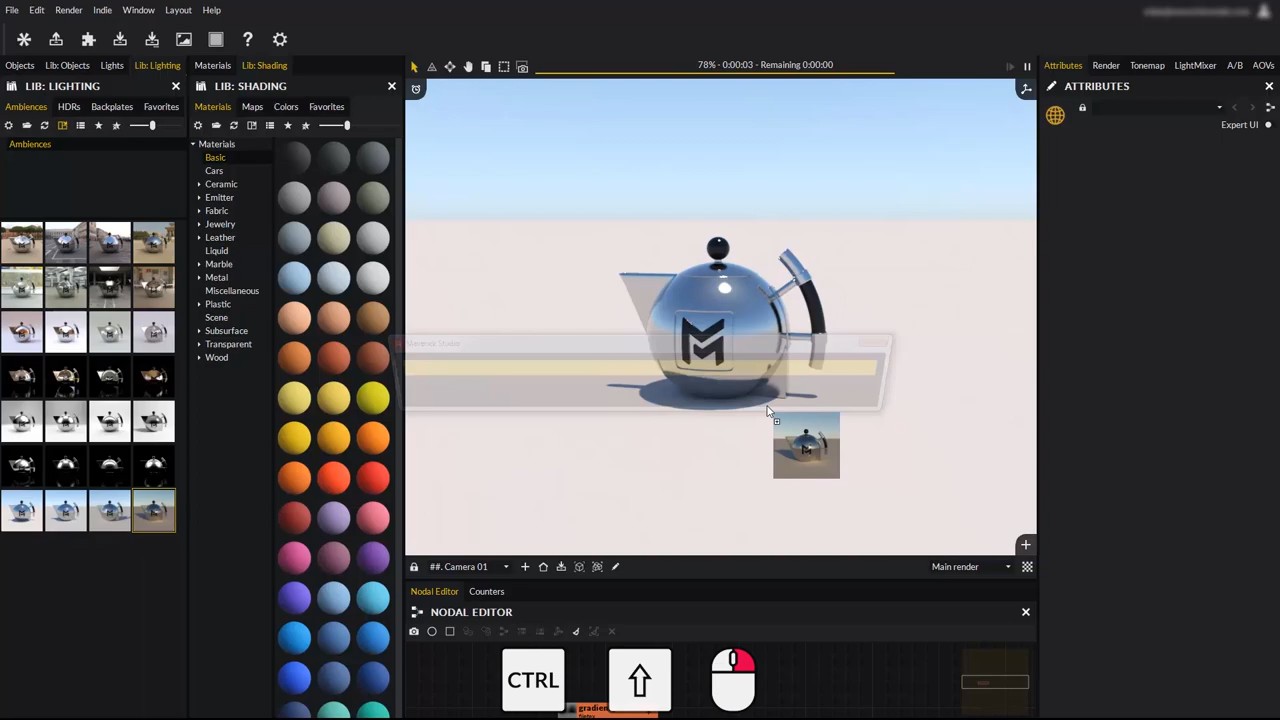 File Edit Render Indie Window Layout Help
Objects Lib: Objects Lights Lib: Lighting
Materials Lib: Shading
78% - 0:00:03 - Remaining 0:00:00
Attributes Render Tonemap LightMixer A/B AOVs
LIB: LIGHTING
LIB: SHADING
ATTRIBUTES
Ambiences HDRs Backplates Favorites
Materials Maps Colors Favorites
Expert UI
Ambiences
Materials
Basic
Cars
Ceramic
Emitter
Fabric
Jewelry
Leather
Liquid
Marble
Metal
Miscellaneous
Plastic
Scene
Subsurface
Transparent
Wood
Maverick Studio
##. Camera 01
Main render
Nodal Editor Counters
NODAL EDITOR
CTRL
gradien